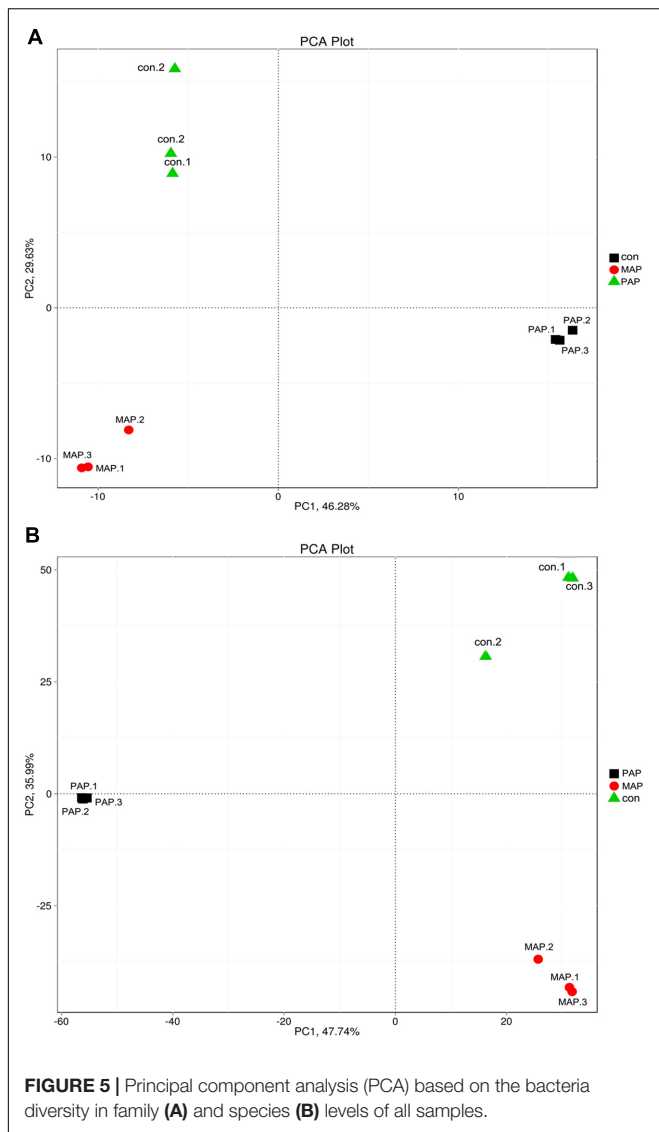 A
PCA Plot
con.2
con.2
con.1
10
0
-10
PC2, 29.63%
PAP.2
PAP.1
PAP.3
MAP.2
MAP.3
MAP.1
con
MAP
PAP
-10
0
10
PC1, 46.28%
B
PCA Plot
50
25
0
-25
PC2, 35.99%
con.1
con.3
con.2
PAP.1
PAP.3
PAP.2
MAP.2
MAP.1
MAP.3
PAP
MAP
con
-60
-40
-20
0
20
PC1, 47.74%
FIGURE 5 | Principal component analysis (PCA) based on the bacteria
diversity in family (A) and species (B) levels of all samples.